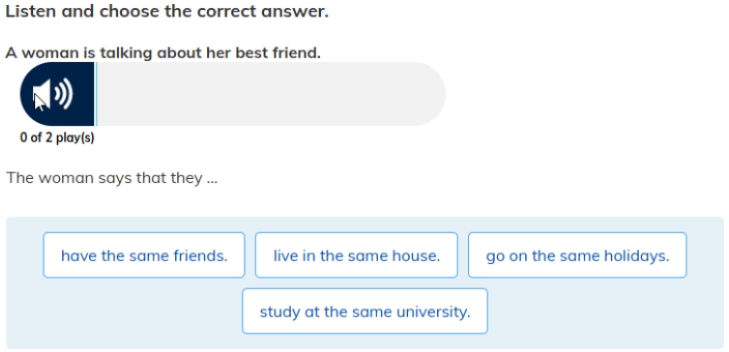 Listen and choose the correct answer.
A woman is talking about her best friend.
0 of 2 play(s)
The woman says that they ...
have the same friends.
live in the same house.
go on the same holidays.
study at the same university.